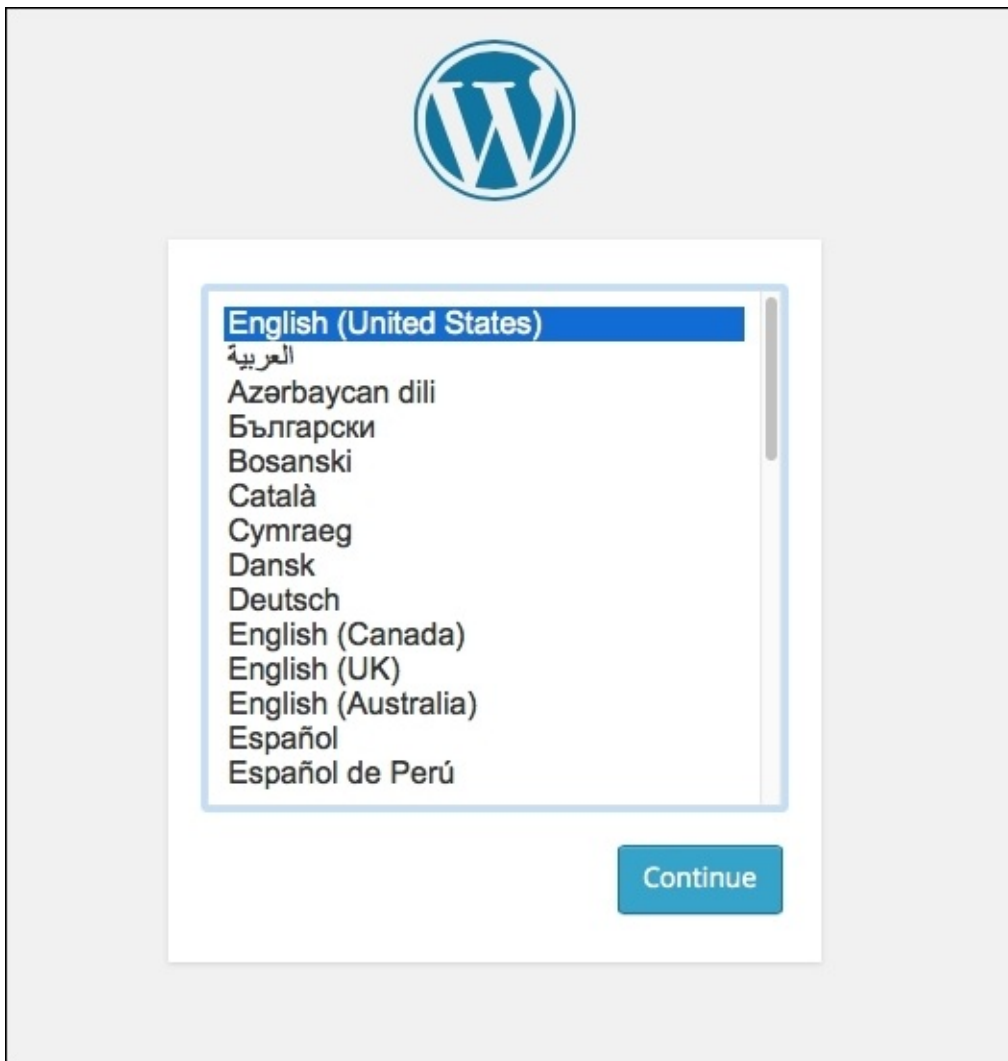 English (United States)
العربية
Azərbaycan dili
Български
Bosanski
Català
Cymraeg
Dansk
Deutsch
English (Canada)
English (UK)
English (Australia)
Español
Español de Perú
Continue